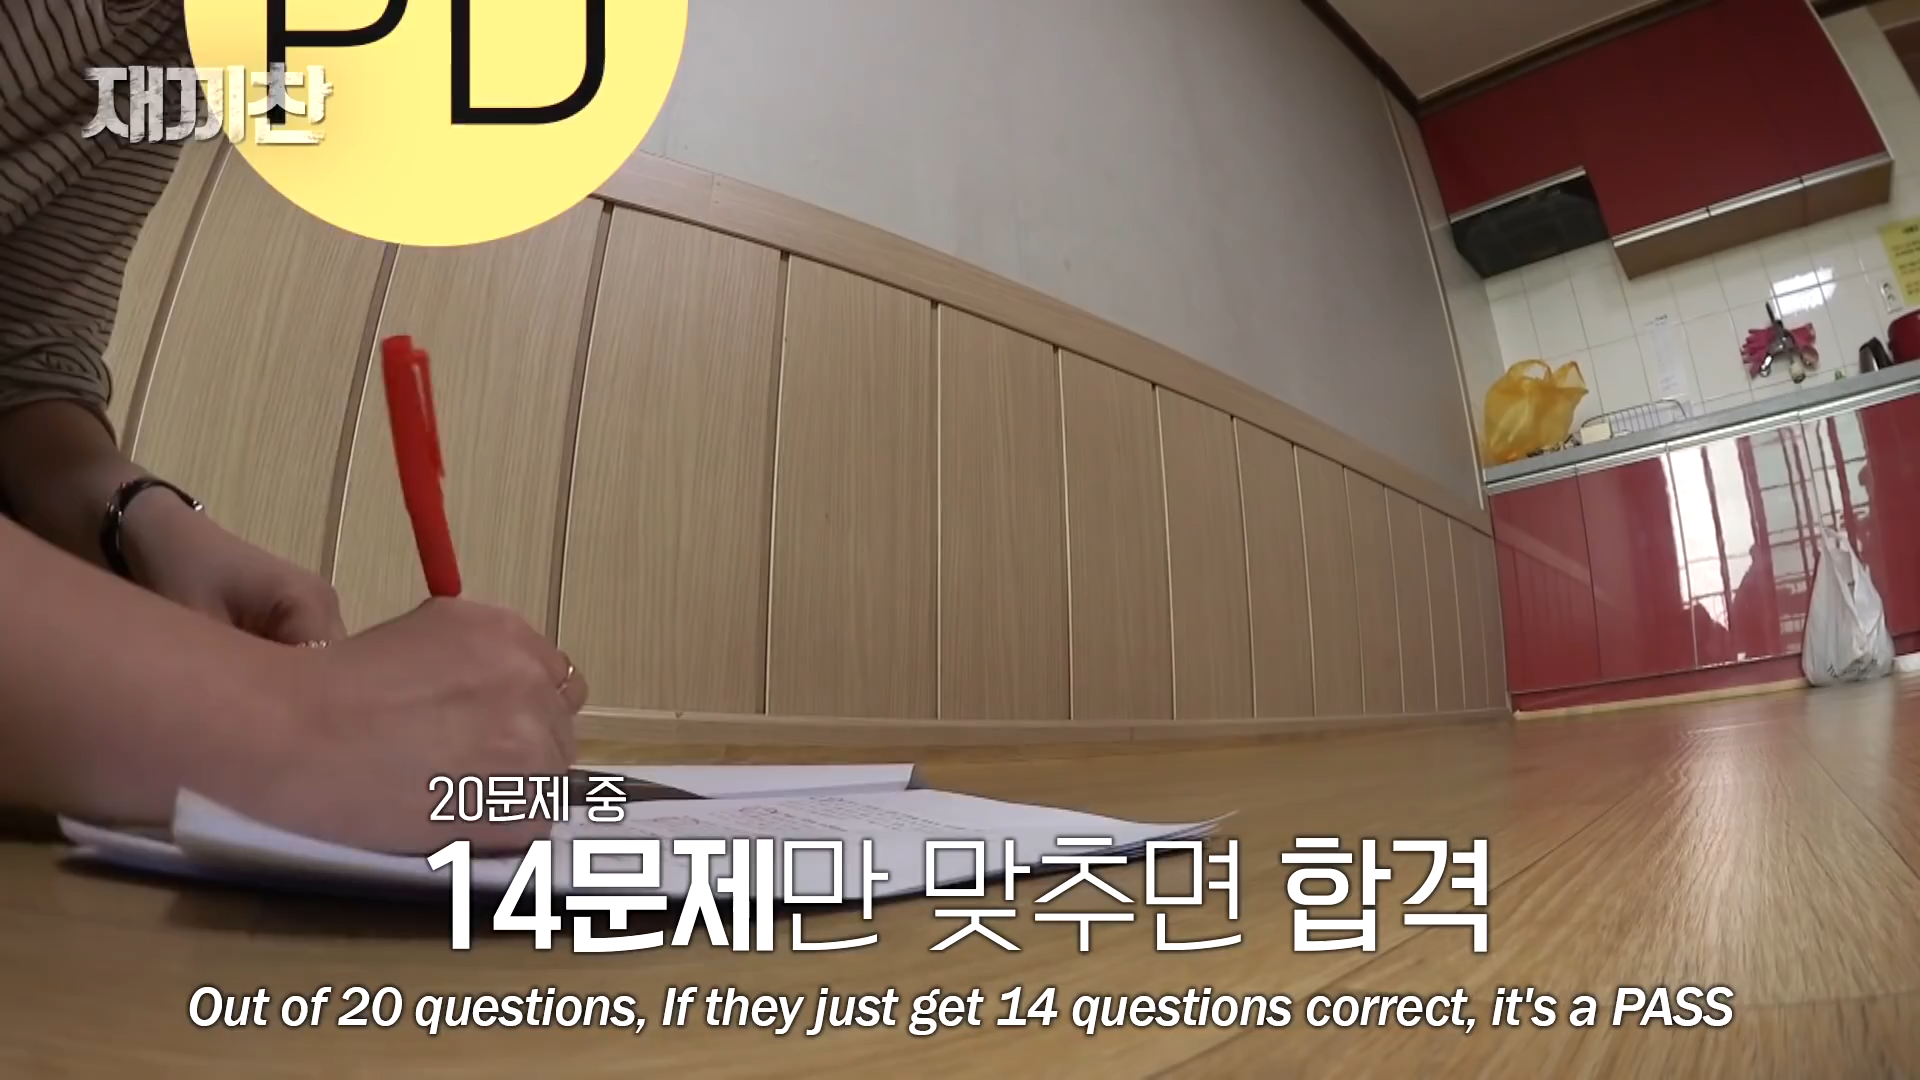 PD
재끼찬
20문제 중
14문제만 맞추면 합격
Out of 20 questions, If they just get 14 questions correct, it's a PASS